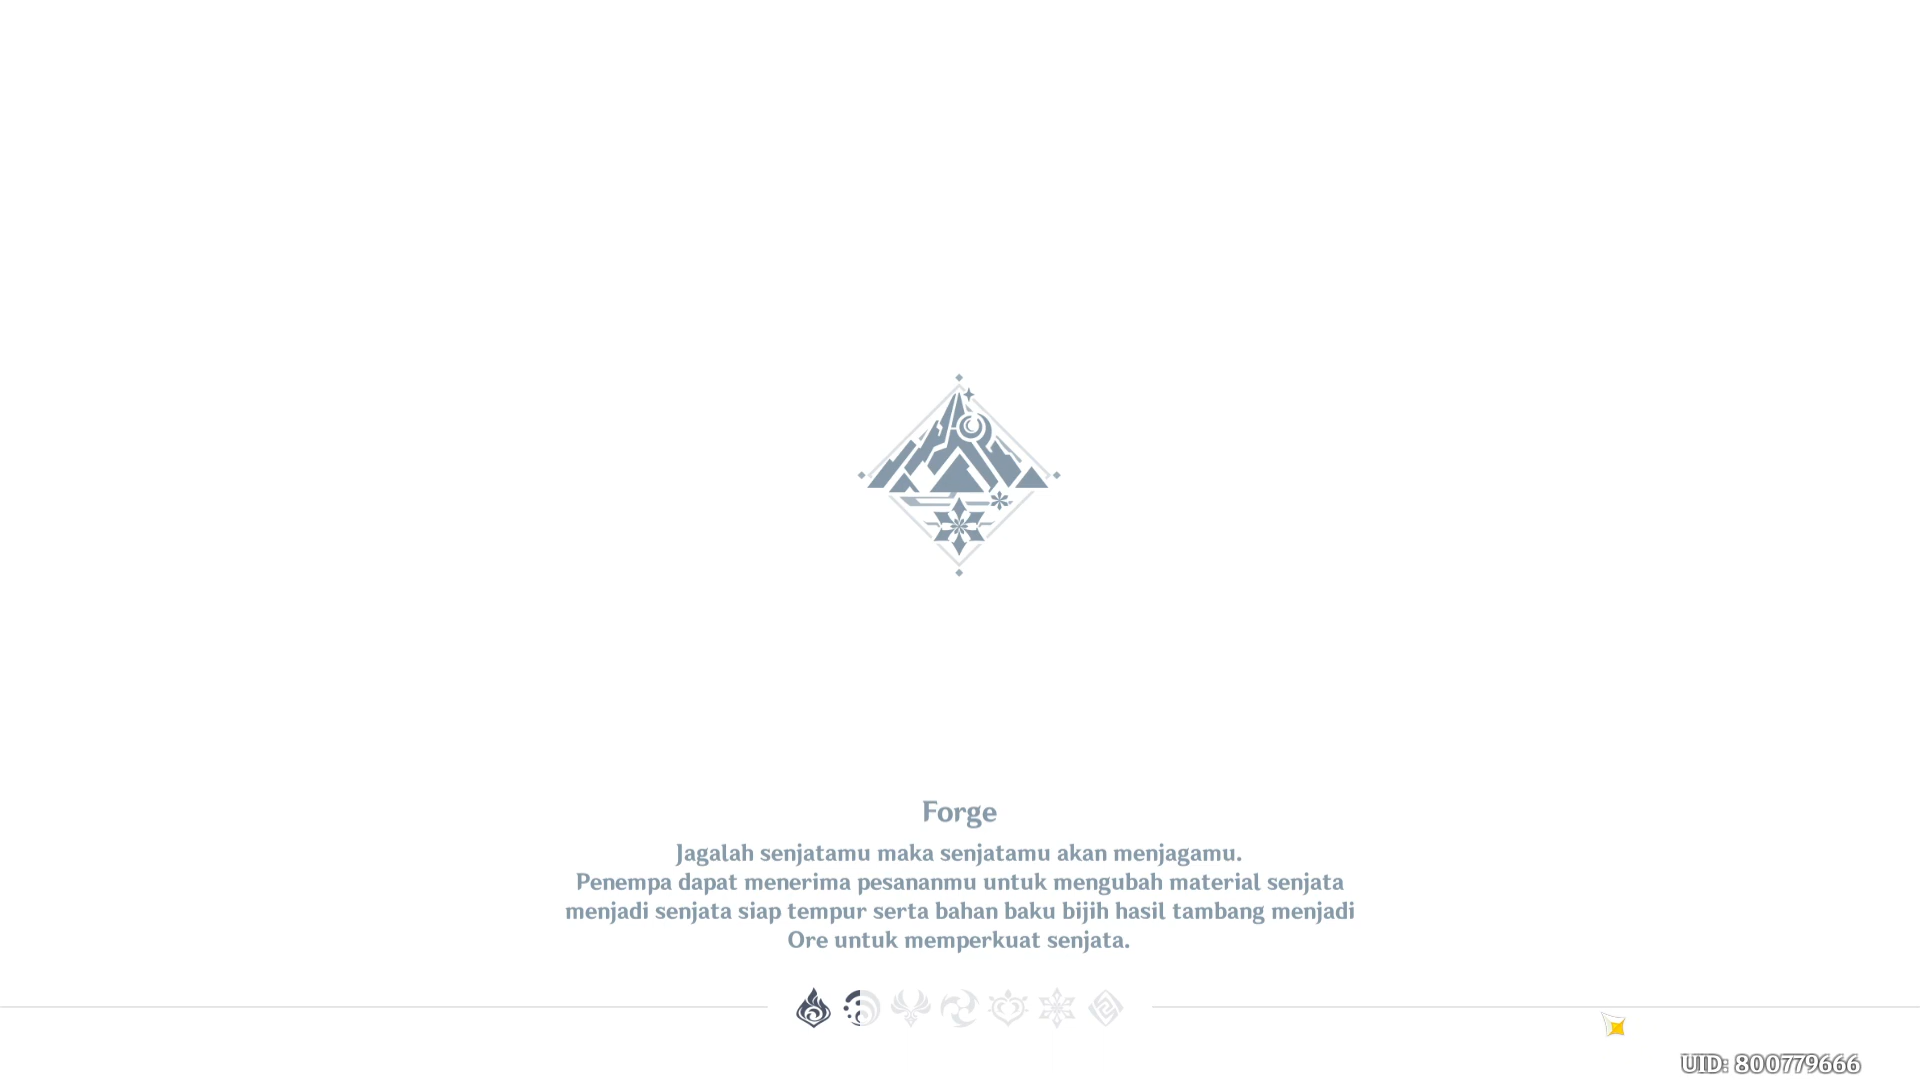 Forge
Jagalah senjatamu maka senjatamu akan menjagamu.
Penempa dapat menerima pesananmu untuk mengubah material senjata
menjadi senjata siap tempur serta bahan baku bijih hasil tambang menjadi
Ore untuk memperkuat senjata.
UID: 800779666